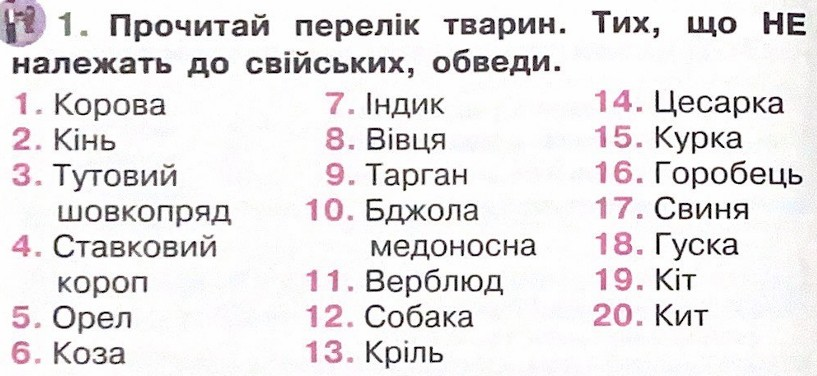 1. Прочитай перелік тварин. Тих, що НЕ
належать до свійських, обведи.
1. Корова
2. Кінь
3. Тутовий
шовкопряд
4. Ставковий
короп
5. Орел
6. Коза
7. Індик
8. Вівця
9. Тарган
10. Бджола
медоносна
11. Верблюд
12. Собака
13. Кріль
14. Цесарка
15. Курка
16. Горобець
17. Свиня
18. Гуска
19. Кіт
20. Кит